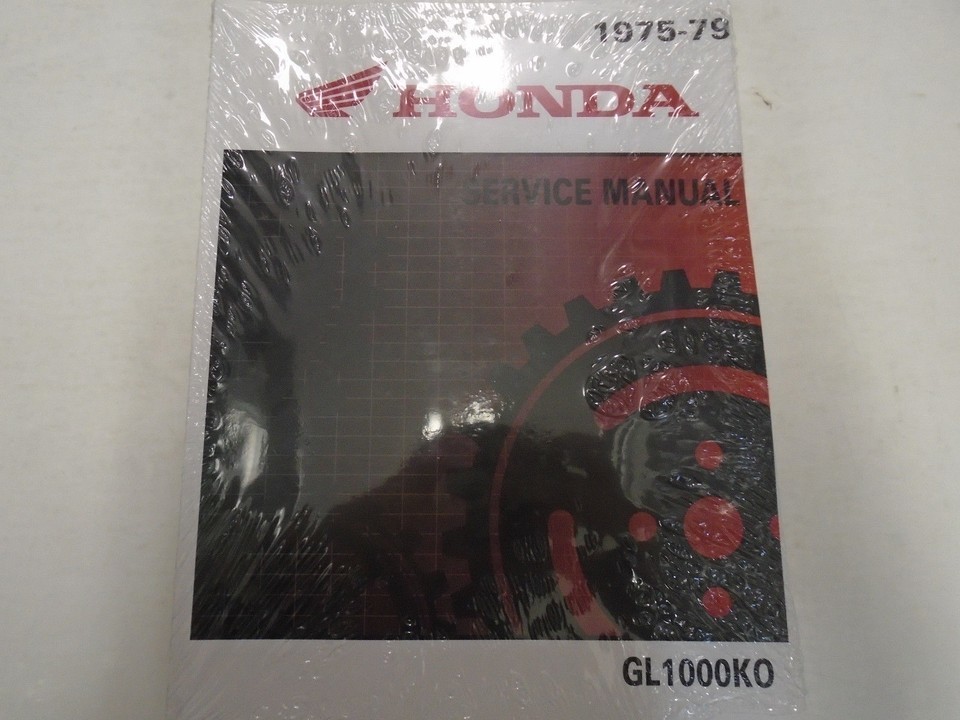 1975-79
HONDA
SERVICE MANUAL
GL1000KO